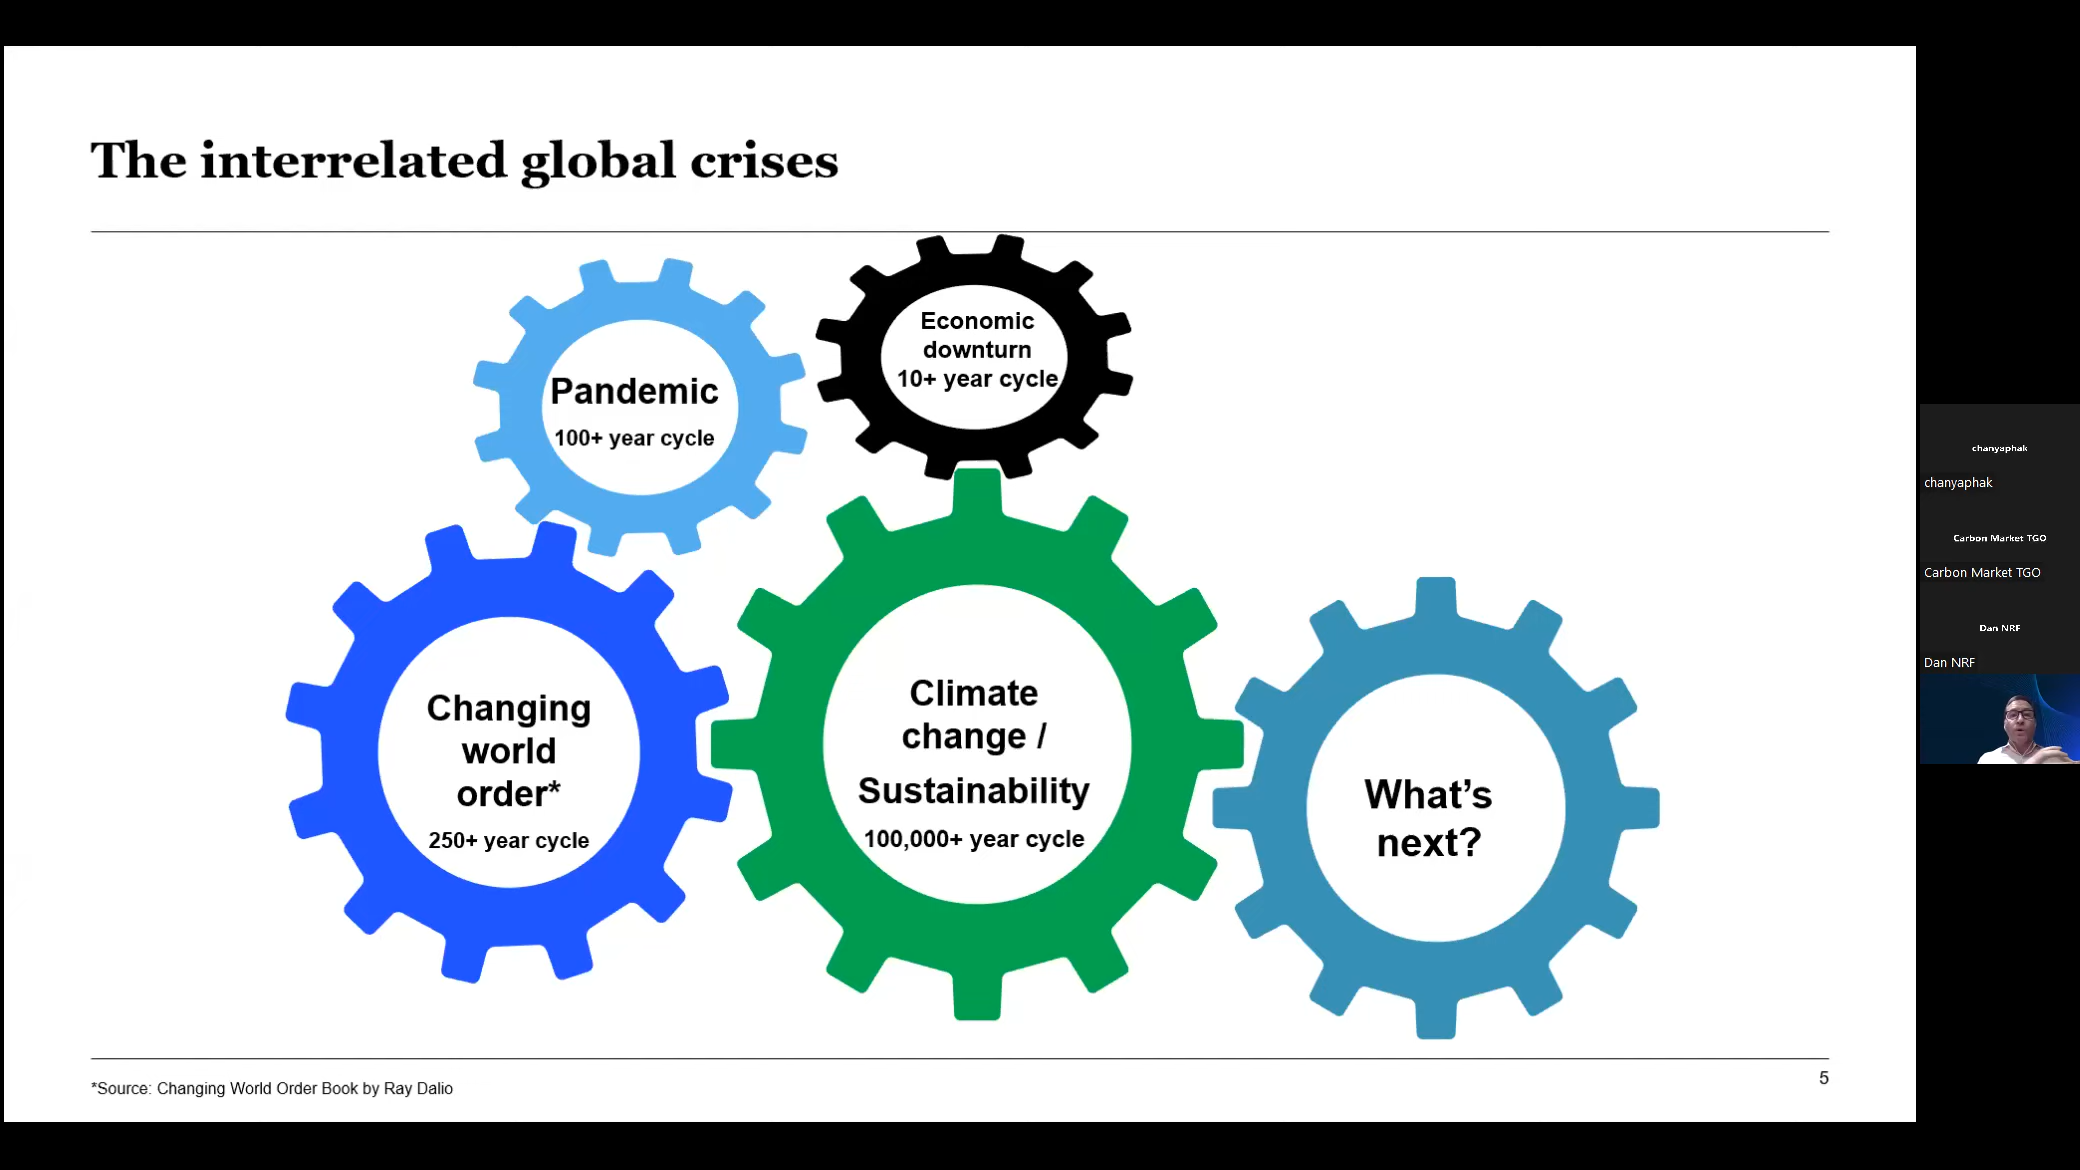 The interrelated global crises
Pandemic
100+ year cycle
Economic
downturn
10+ year cycle
Changing
world
order*
250+ year cycle
Climate
change /
Sustainability
100,000+ year cycle
What’s
next?
*Source: Changing World Order Book by Ray Dalio
5
chanyaphak
chanyaphak
Carbon Market TGO
Carbon Market TGO
Dan NRF
Dan NRF